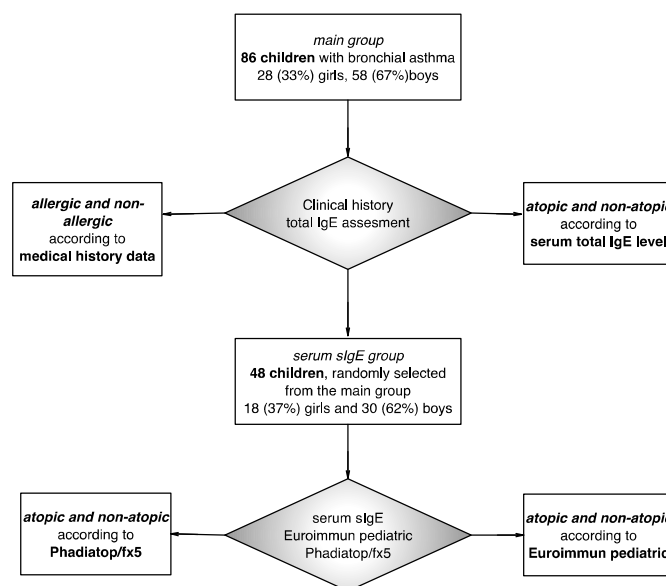 main group
86 children with bronchial asthma
28 (33%) girls, 58 (67%)boys
Clinical history
total IgE assesment
allergic and non-
allergic
according to
medical history data
atopic and non-atopic
according to
serum total IgE level
serum sIgE group
48 children, randomly selected
from the main group
18 (37%) girls and 30 (62%) boys
serum sIgE
Euroimmun pediatric
Phadiatop/fx5
atopic and non-atopic
according to
Phadiatop/fx5
atopic and non-atopic
according to
Euroimmun pediatric